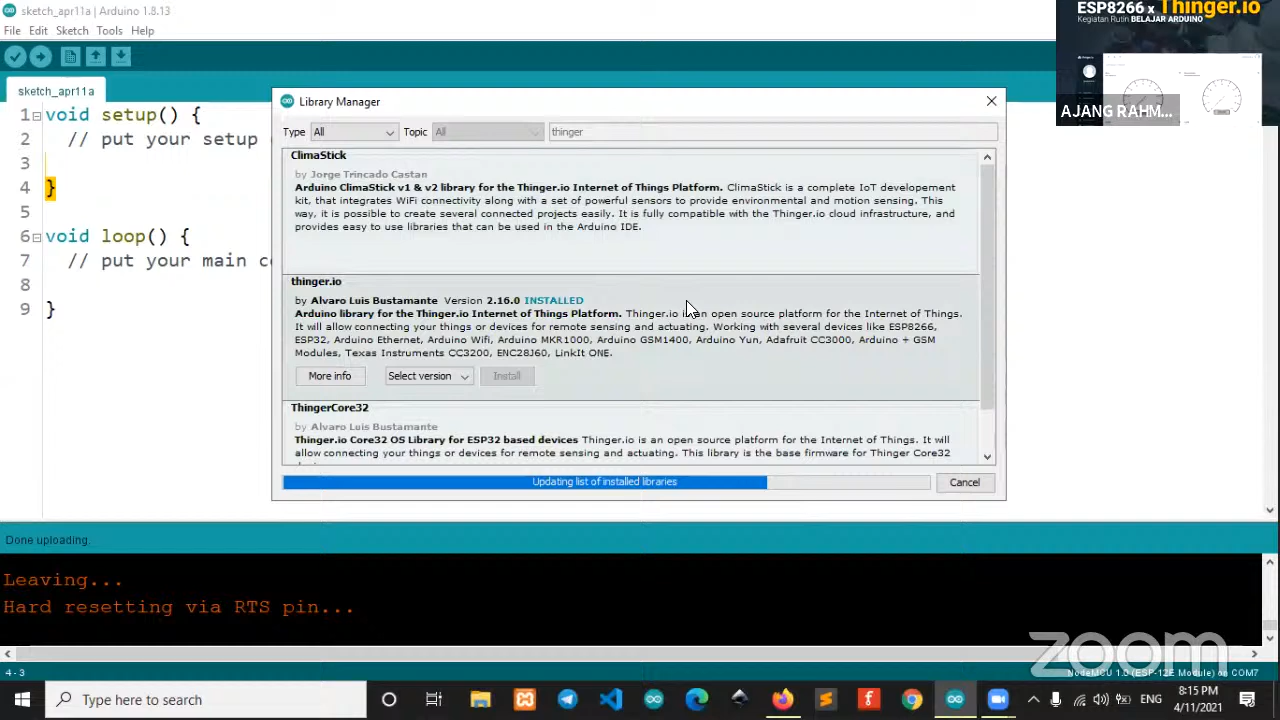 sketch_apr11a | Arduino 1.8.13
File Edit Sketch Tools Help
sketch_apr11a
1 void setup() {
2 // put your setup
3
4 }
5
6 void loop() {
7 // put your main co
8
9 }
Library Manager
Type All Topic All thinger
ClimaStick
by Jorge Trincado Castan
Arduino ClimaStick v1 & v2 library for the Thinger.io Internet of Things Platform. ClimaStick is a complete IoT developement
kit, that integrates WiFi connectivity along with a set of powerful sensors to provide environmental and motion sensing. This
way, it is possible to create several connected projects easily. It is fully compatible with the Thinger.io cloud infrastructure, and
provides easy to use libraries that can be used in the Arduino IDE.
thinger.io
by Alvaro Luis Bustamante Version 2.16.0 INSTALLED
Arduino library for the Thinger.io Internet of Things Platform. Thinger.io is an open source platform for the Internet of Things.
It will allow connecting your things or devices for remote sensing and actuating. Working with several devices like ESP8266,
ESP32, Arduino Ethernet, Arduino Wifi, Arduino MKR1000, Arduino GSM1400, Arduino Yun, Adafruit CC3000, Arduino + GSM
Modules, Texas Instruments CC3200, ENC28J60, LinkIt ONE.
More info Select version Install
ThingerCore32
by Alvaro Luis Bustamante
Thinger.io Core32 OS Library for ESP32 based devices Thinger.io is an open source platform for the Internet of Things. It will
allow connecting your things or devices for remote sensing and actuating. This library is the base firmware for Thinger Core32
Updating list of installed libraries
Cancel
ESP8266 x Thinger.io
Kegiatan Rutin BELAJAR ARDUINO
AJANG RAHM...
Done uploading.
Leaving...
Hard resetting via RTS pin...
zoom
4 - 3
NodeMCU 1.0 (ESP-12E Module) on COM7
Type here to search
ENG
8:15 PM
4/11/2021